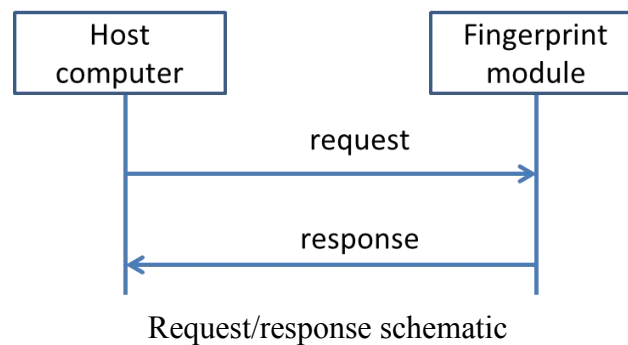 Host
computer
Fingerprint
module
request
response
Request/response schematic